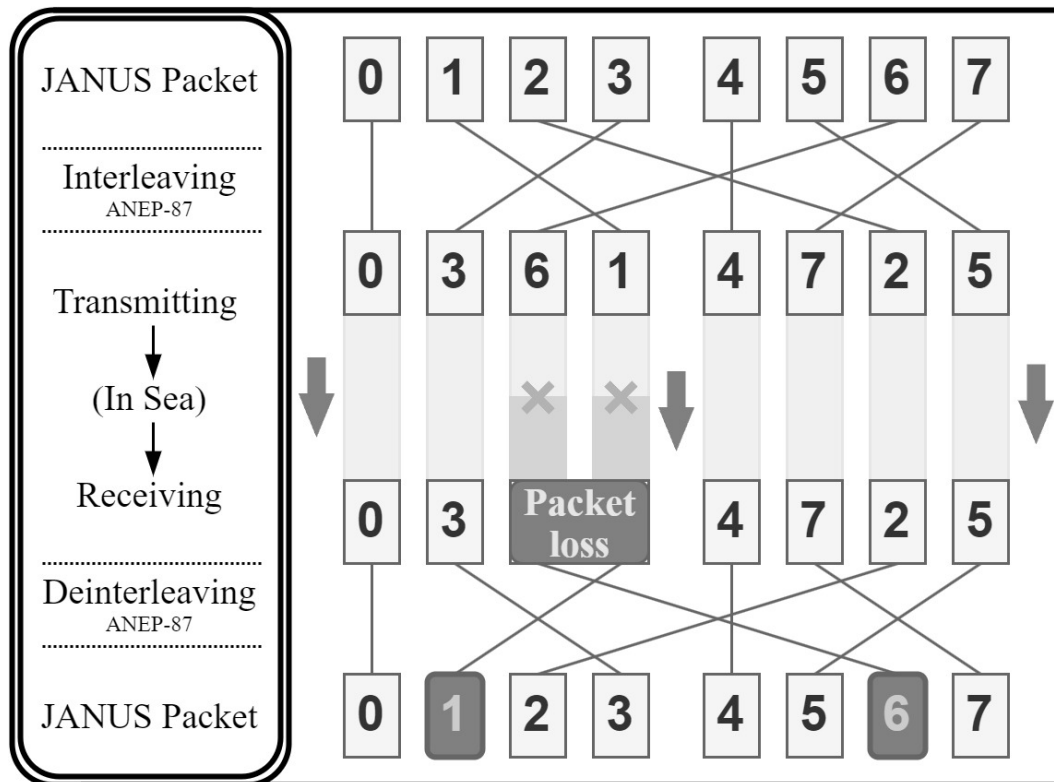 JANUS Packet
0 1 2 3 4 5 6 7
Interleaving
ANEP-87
0 3 6 1 4 7 2 5
Transmitting
(In Sea)
Receiving
0 3 Packet loss 4 7 2 5
Deinterleaving
ANEP-87
JANUS Packet
0 1 2 3 4 5 6 7